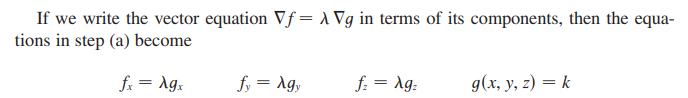 If we write the vector equation ∇f = λ ∇g in terms of its components, then the equa-
tions in step (a) become
fₓ = λgₓ f_y = λg_y f_z = λg_z g(x, y, z) = k